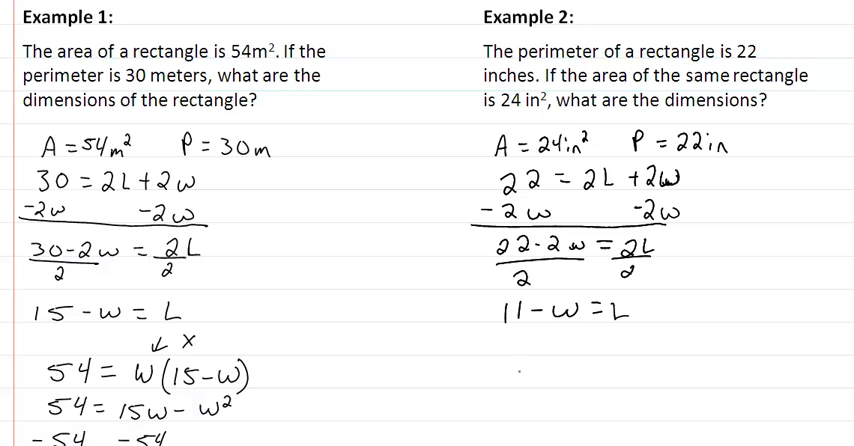 Example 1:
The area of a rectangle is 54m². If the
perimeter is 30 meters, what are the
dimensions of the rectangle?
A = 54m² P = 30m
30 = 2L + 2w
-2w -2w
30-2w = 2L
2 2
15 - w = L
↙ x
54 = w(15-w)
54 = 15w - w²
-54 -54
Example 2:
The perimeter of a rectangle is 22
inches. If the area of the same rectangle
is 24 in², what are the dimensions?
A = 24in² P = 22in
22 = 2L + 2w
-2w -2w
22-2w = 2L
2 2
11 - w = L